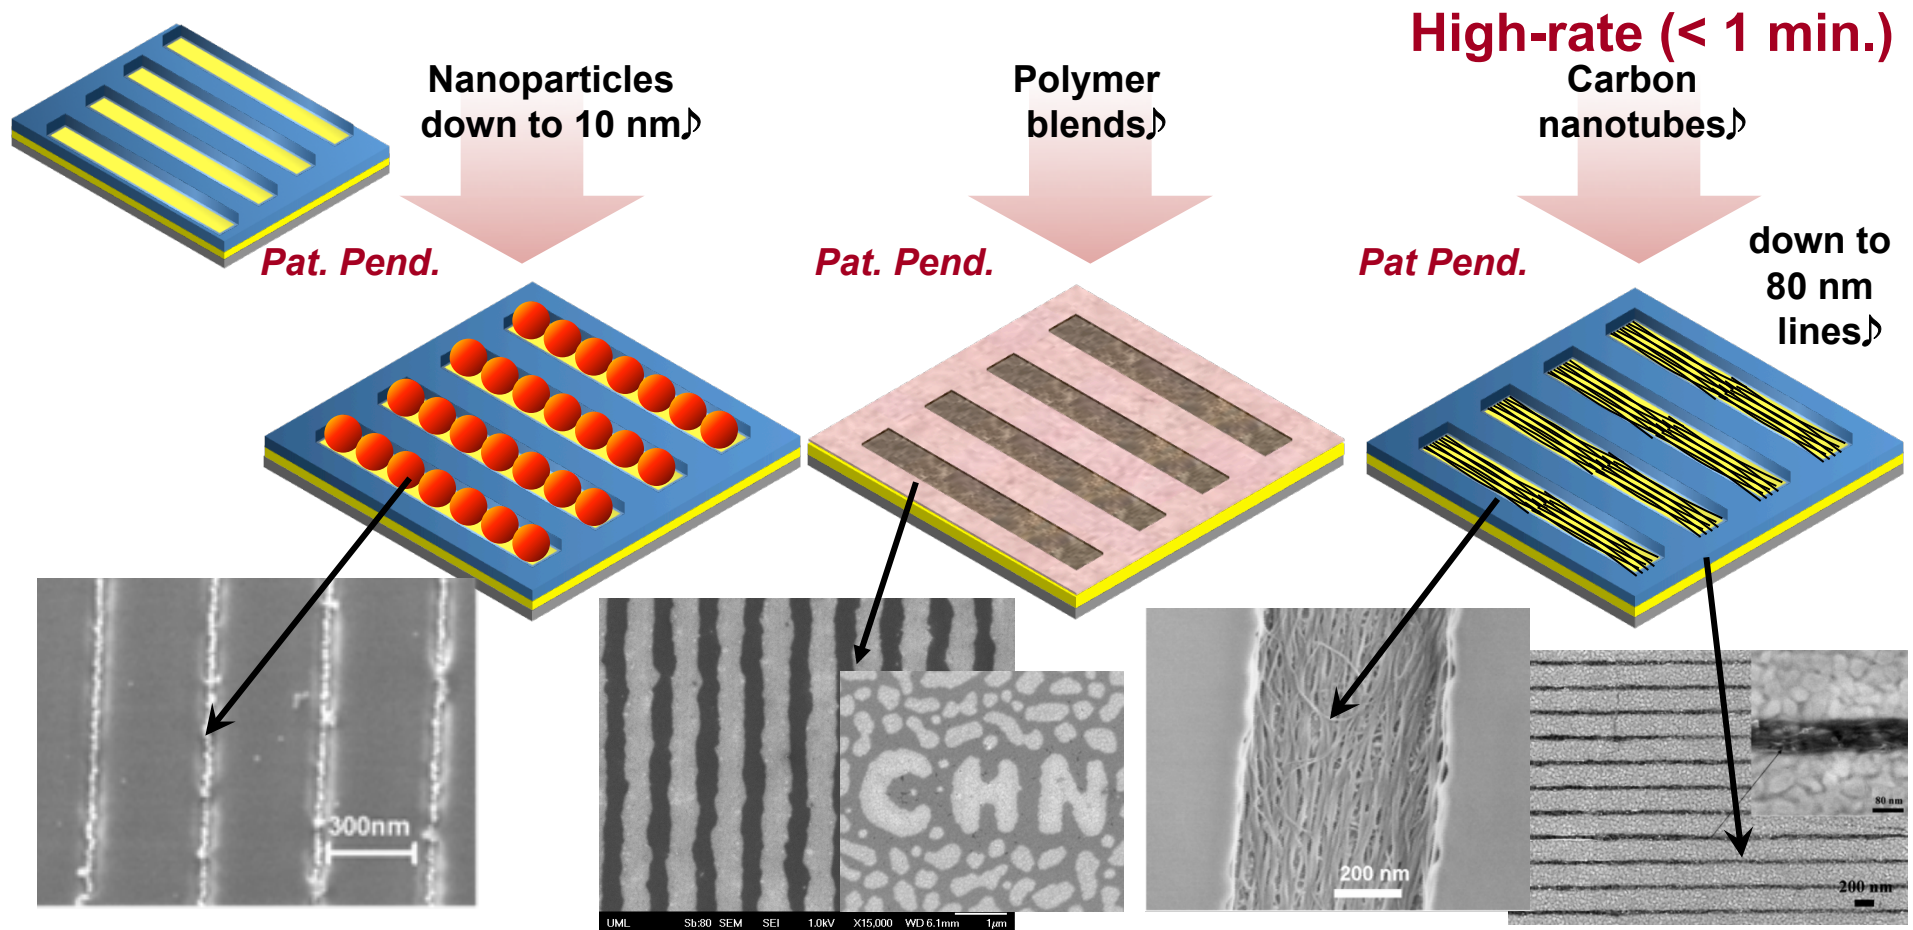 High-rate (< 1 min.)
Nanoparticles
down to 10 nm♪
Polymer
blends♪
Carbon
nanotubes♪
Pat. Pend.
Pat. Pend.
Pat Pend.
down to
80 nm
lines♪
300nm
CHN
UML Sb:80 SEM SEI 1.0kV X15,000 WD 6.1mm 1µm
200 nm
80 nm
200 nm